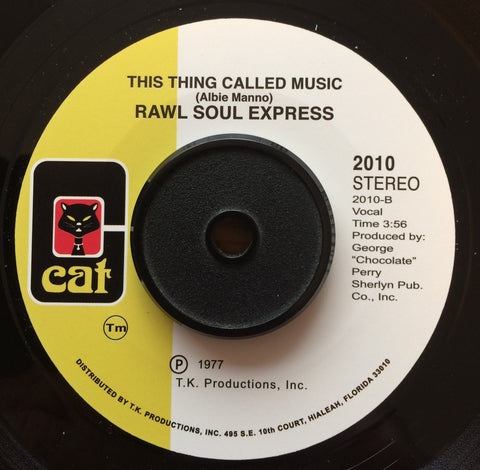 THIS THING CALLED MUSIC
(Albie Manno)
RAWL SOUL EXPRESS
2010
STEREO
2010-B
Vocal
Time 3:56
Produced by:
George
"Chocolate"
Perry
Sherlyn Pub.
Co., Inc.
cat
Tm
P 1977
T.K. Productions, Inc.
DISTRIBUTED BY T.K. PRODUCTIONS, INC. 495 S.E. 10th COURT, HIALEAH, FLORIDA 33010